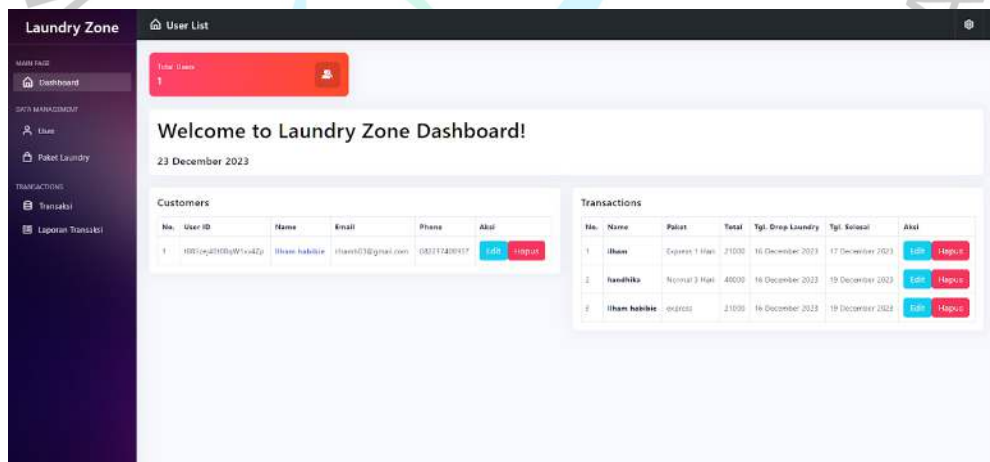 Laundry Zone
User List
MAIN PAGE
Dashboard
DATA MANAGEMENT
User
Paket Laundry
TRANSACTIONS
Transaksi
Laporan Transaksi
Total Users
1
Welcome to Laundry Zone Dashboard!
23 December 2023
Customers
No. User ID Name Email Phone Aksi
1 Ilham habibie Edit Hapus
Transactions
No. Name Paket Total Tgl. Drop Laundry Tgl. Selesai Aksi
1 ilham Express 1 Hari 21000 16 December 2023 17 December 2023 Edit Hapus
2 handhika Normal 3 Hari 40000 16 December 2023 19 December 2023 Edit Hapus
3 Ilham habibie express 21000 16 December 2023 19 December 2023 Edit Hapus